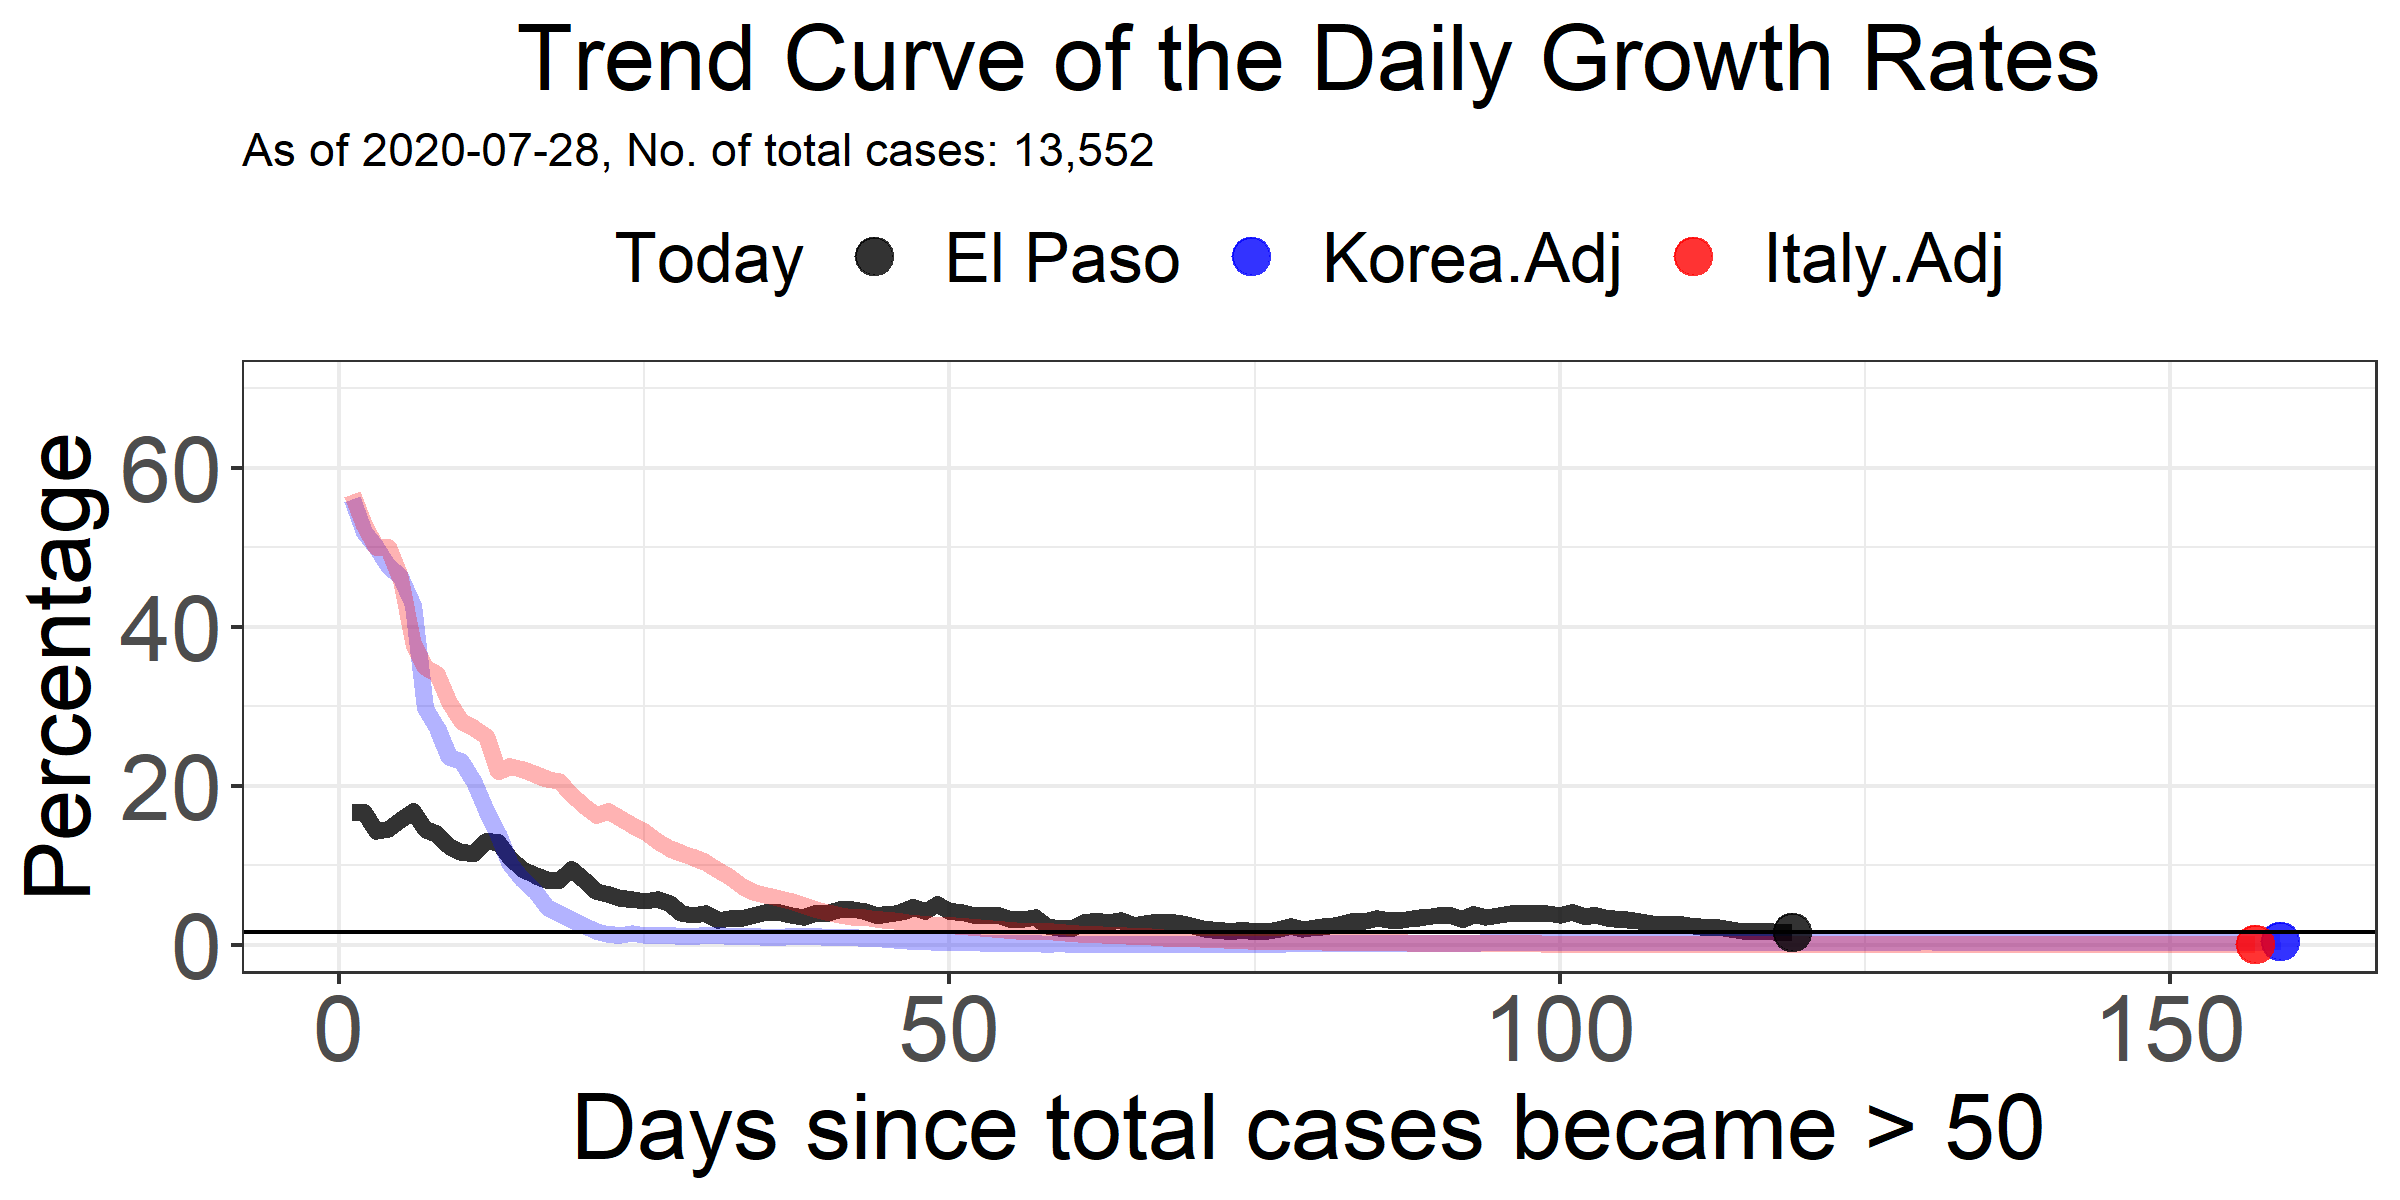 Trend Curve of the Daily Growth Rates
As of 2020-07-28, No. of total cases: 13,552
Today El Paso Korea.Adj Italy.Adj
Percentage
60
40
20
0
0 50 100 150
Days since total cases became > 50